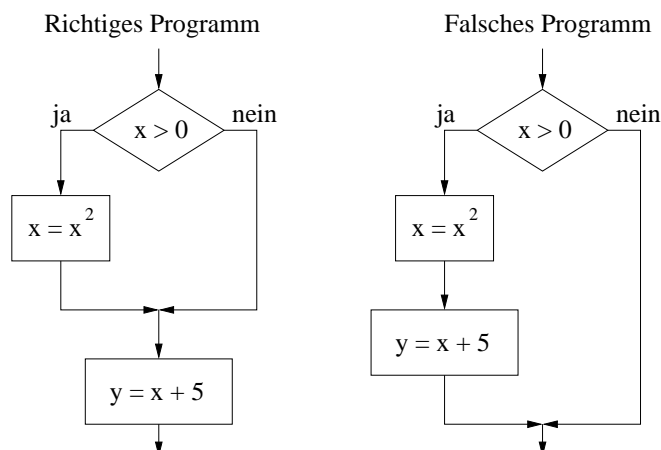 Richtiges Programm
ja
nein
x > 0
x = x²
y = x + 5
Falsches Programm
ja
nein
x > 0
x = x²
y = x + 5